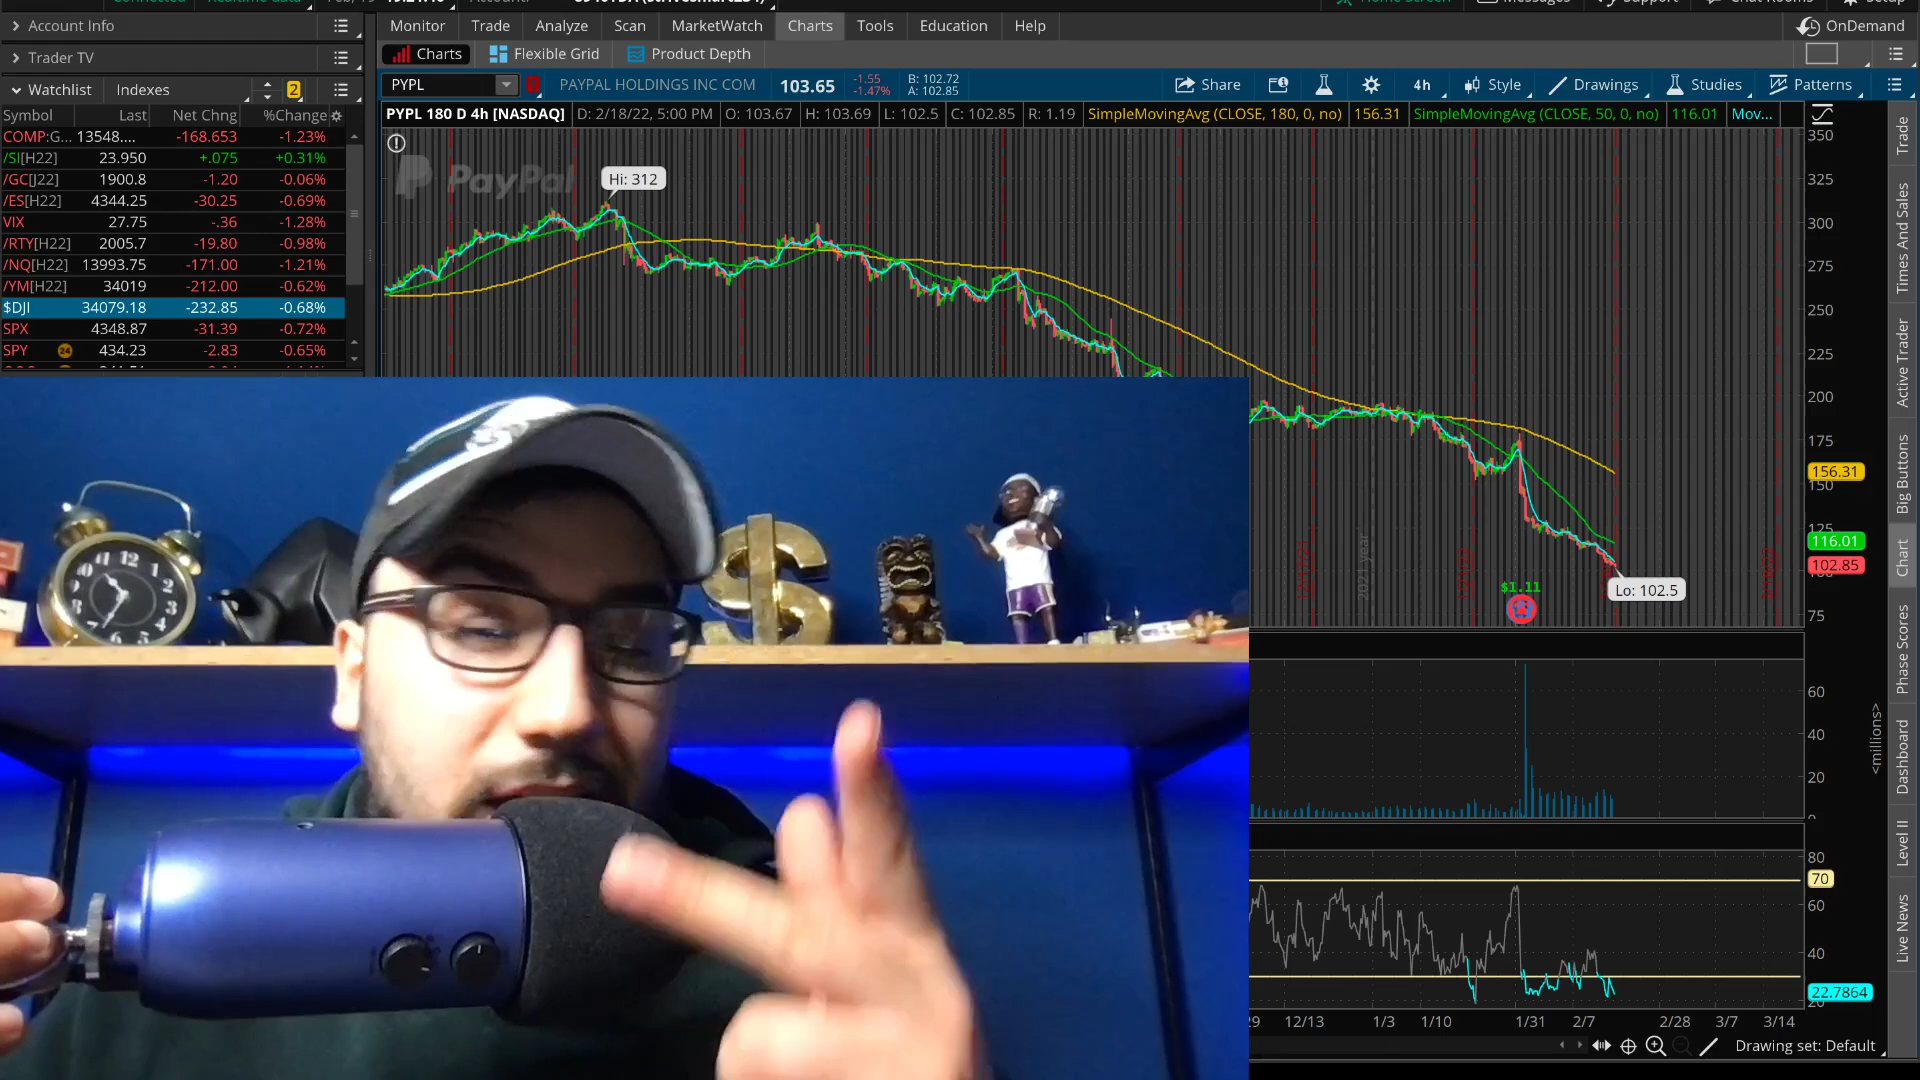 Account Info
Trader TV
Watchlist Indexes 2
Symbol Last Net Chng %Change
COMP:G... 13548.... -168.653 -1.23%
/SI[H22] 23.950 +.075 +0.31%
/GC[J22] 1900.8 -1.20 -0.06%
/ES[H22] 4344.25 -30.25 -0.69%
VIX 27.75 -.36 -1.28%
/RTY[H22] 2005.7 -19.80 -0.98%
/NQ[H22] 13993.75 -171.00 -1.21%
/YM[H22] 34019 -212.00 -0.62%
$DJI 34079.18 -232.85 -0.68%
SPX 4348.87 -31.39 -0.72%
SPY 24 434.23 -2.83 -0.65%
Monitor Trade Analyze Scan MarketWatch Charts Tools Education Help
OnDemand
Charts Flexible Grid Product Depth
PYPL PAYPAL HOLDINGS INC COM 103.65 -1.55 -1.47% B: 102.72 A: 102.85 Share 4h Style Drawings Studies Patterns
PYPL 180 D 4h [NASDAQ] D: 2/18/22, 5:00 PM O: 103.67 H: 103.69 L: 102.5 C: 102.85 R: 1.19 SimpleMovingAvg (CLOSE, 180, 0, no) 156.31 SimpleMovingAvg (CLOSE, 50, 0, no) 116.01 Mov...
PayPal
Hi: 312
350
325
300
275
250
225
200
175
156.31
150
125
116.01
102.85
75
2021 year
$1.11
Lo: 102.5
60
40
20
<millions>
80
70
60
40
22.7864
29 12/13 1/3 1/10 1/31 2/7 2/28 3/7 3/14
Drawing set: Default
Trade
Times And Sales
Active Trader
Big Buttons
Chart
Phase Scores
Dashboard
Level II
Live News
$